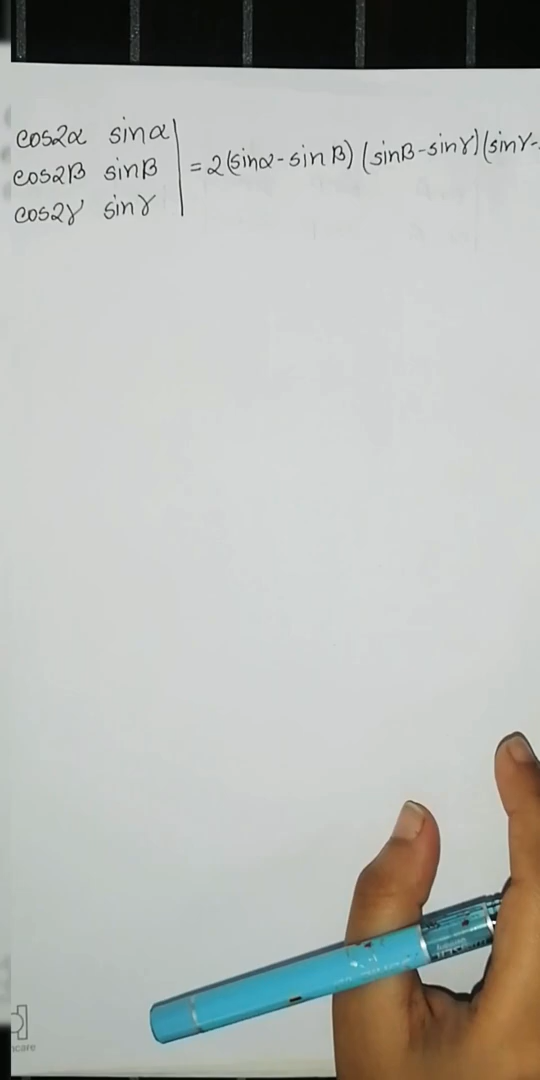 cos2α sinα
cos2β sinβ = 2(sinα - sinβ) (sinβ - sinγ) (sinγ -
cos2γ sinγ